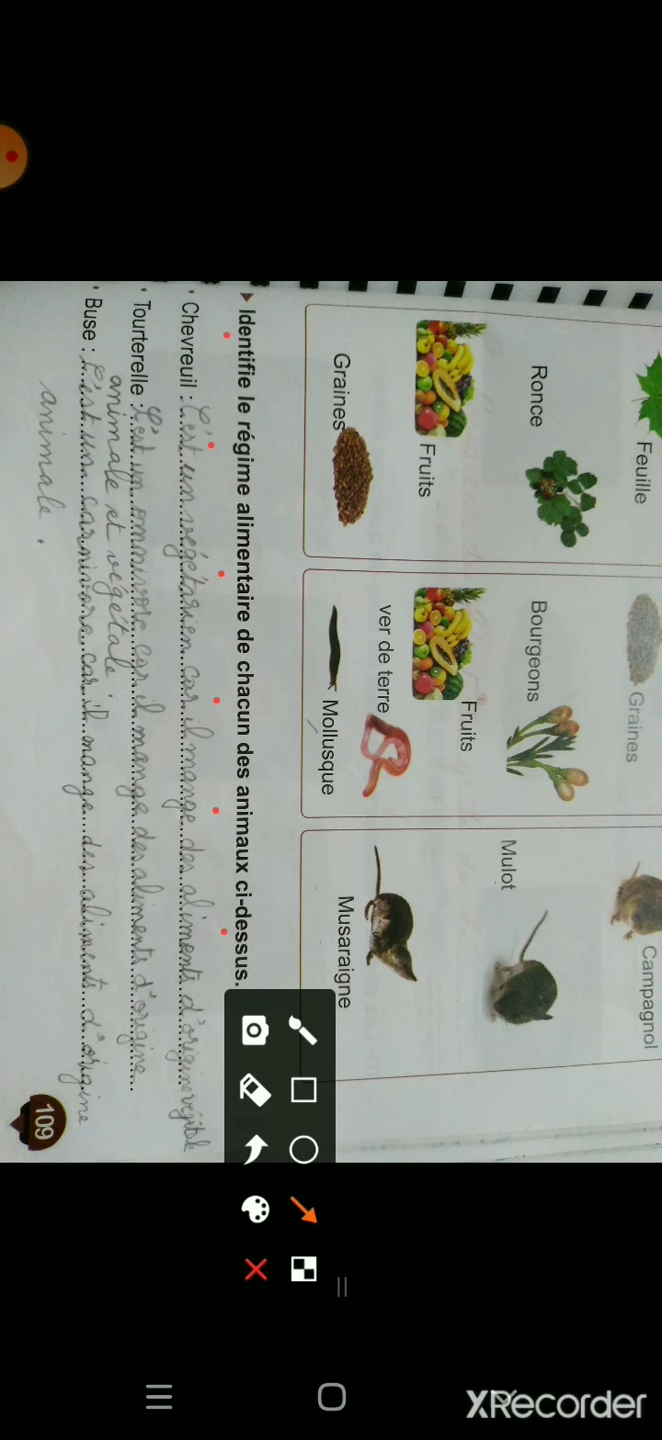 Feuille
Ronce
Fruits
Graines
Graines
Bourgeons
Fruits
ver de terre
Mollusque
Campagnol
Mulot
Musaraigne
Identifie le régime alimentaire de chacun des animaux ci-dessus.
• Chevreuil : C'est un végétarien car il mange des aliments d'origine végétale
• Tourterelle : C'est un omnivore car il mange des aliments d'origine
animale et végétale
• Buse : C'est un carnivore car il mange des aliments d'origine
animale.
109
XRecorder